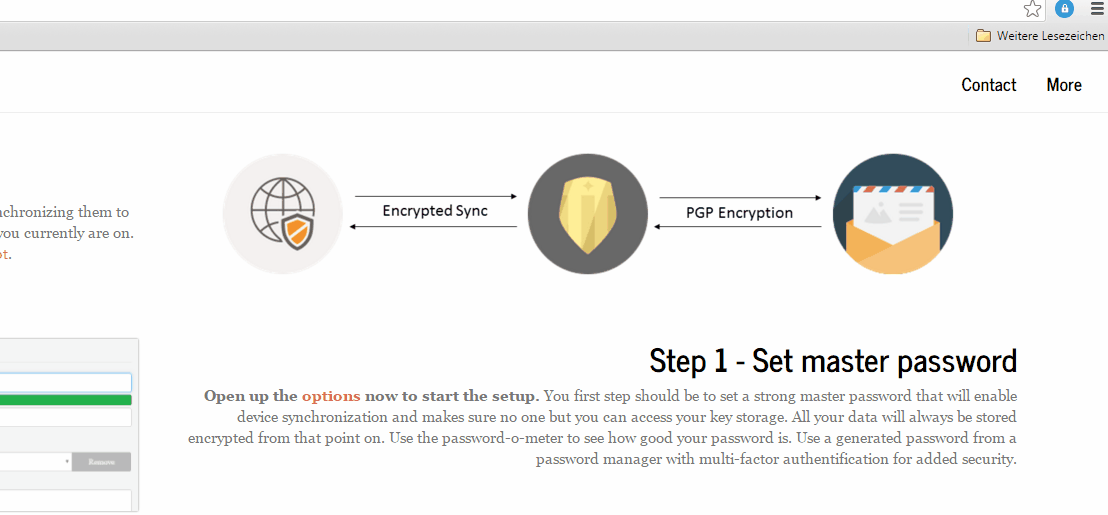 Weitere Lesezeichen
Contact More
Encrypted Sync
PGP Encryption
nchronizing them to
you currently are on.
ot.
Step 1 - Set master password
Open up the options now to start the setup. You first step should be to set a strong master password that will enable
device synchronization and makes sure no one but you can access your key storage. All your data will always be stored
encrypted from that point on. Use the password-o-meter to see how good your password is. Use a generated password from a
password manager with multi-factor authentification for added security.
Remove